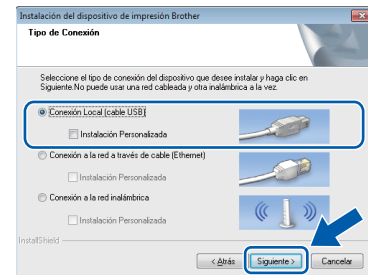 Instalación del dispositivo de impresión Brother
Tipo de Conexión
Seleccione el tipo de conexión del dispositivo que desee instalar y haga clic en
Siguiente.No puede usar una red cableada y otra inalámbrica a la vez.
Conexión Local (cable USB)
Instalación Personalizada
Conexión a la red a través de cable (Ethernet)
Instalación Personalizada
Conexión a la red inalámbrica
Instalación Personalizada
InstallShield
< Atrás Siguiente > Cancelar